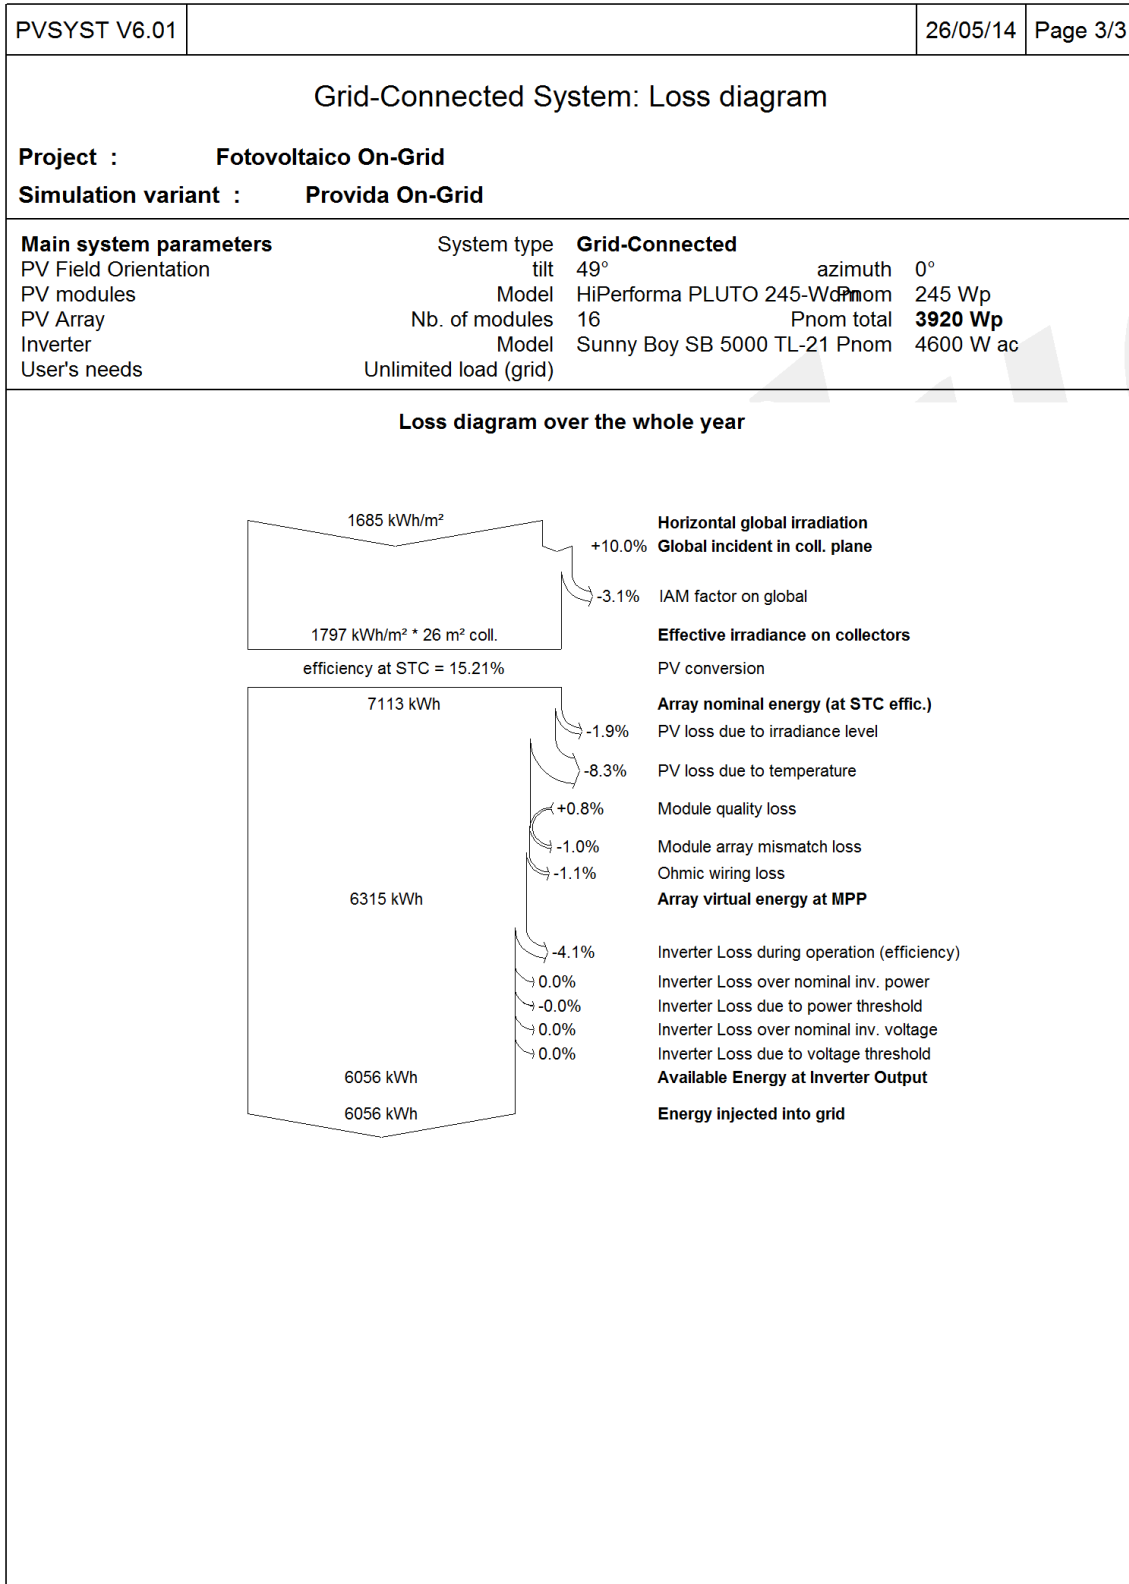 PVSYST V6.01 26/05/14 Page 3/3
Grid-Connected System: Loss diagram
Project : Fotovoltaico On-Grid
Simulation variant : Provida On-Grid
Main system parameters System type Grid-Connected
PV Field Orientation tilt 49° azimuth 0°
PV modules Model HiPerforma PLUTO 245-Wdm Pnom 245 Wp
PV Array Nb. of modules 16 Pnom total 3920 Wp
Inverter Model Sunny Boy SB 5000 TL-21 Pnom 4600 W ac
User's needs Unlimited load (grid)
Loss diagram over the whole year
1685 kWh/m² Horizontal global irradiation
+10.0% Global incident in coll. plane
-3.1% IAM factor on global
1797 kWh/m² * 26 m² coll. Effective irradiance on collectors
efficiency at STC = 15.21% PV conversion
7113 kWh Array nominal energy (at STC effic.)
-1.9% PV loss due to irradiance level
-8.3% PV loss due to temperature
+0.8% Module quality loss
-1.0% Module array mismatch loss
-1.1% Ohmic wiring loss
6315 kWh Array virtual energy at MPP
-4.1% Inverter Loss during operation (efficiency)
0.0% Inverter Loss over nominal inv. power
-0.0% Inverter Loss due to power threshold
0.0% Inverter Loss over nominal inv. voltage
0.0% Inverter Loss due to voltage threshold
6056 kWh Available Energy at Inverter Output
6056 kWh Energy injected into grid